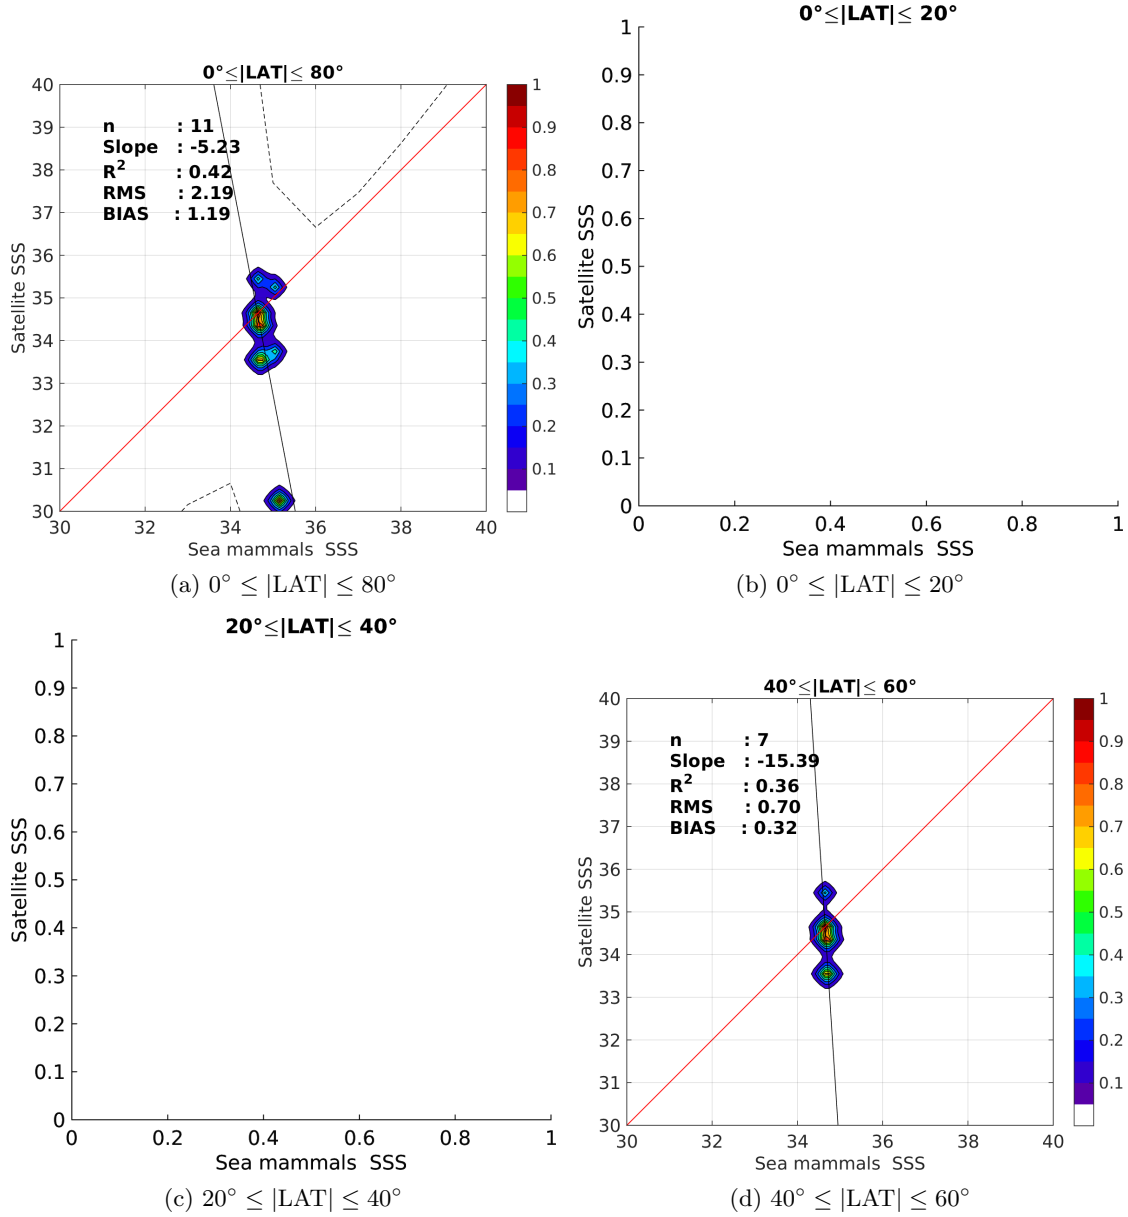 0°≤|LAT|≤ 80°
40
39
38
37
36
35
34
33
32
31
30
Satellite SSS
n : 11
Slope : -5.23
R² : 0.42
RMS : 2.19
BIAS : 1.19
30 32 34 36 38 40
Sea mammals SSS
1
0.9
0.8
0.7
0.6
0.5
0.4
0.3
0.2
0.1
(a) 0° ≤ |LAT| ≤ 80°
0°≤|LAT|≤ 20°
1
0.9
0.8
0.7
0.6
0.5
0.4
0.3
0.2
0.1
0
Satellite SSS
0 0.2 0.4 0.6 0.8 1
Sea mammals SSS
(b) 0° ≤ |LAT| ≤ 20°
20°≤|LAT|≤ 40°
1
0.9
0.8
0.7
0.6
0.5
0.4
0.3
0.2
0.1
0
Satellite SSS
0 0.2 0.4 0.6 0.8 1
Sea mammals SSS
(c) 20° ≤ |LAT| ≤ 40°
40°≤|LAT|≤ 60°
40
39
38
37
36
35
34
33
32
31
30
Satellite SSS
n : 7
Slope : -15.39
R² : 0.36
RMS : 0.70
BIAS : 0.32
30 32 34 36 38 40
Sea mammals SSS
1
0.9
0.8
0.7
0.6
0.5
0.4
0.3
0.2
0.1
(d) 40° ≤ |LAT| ≤ 60°